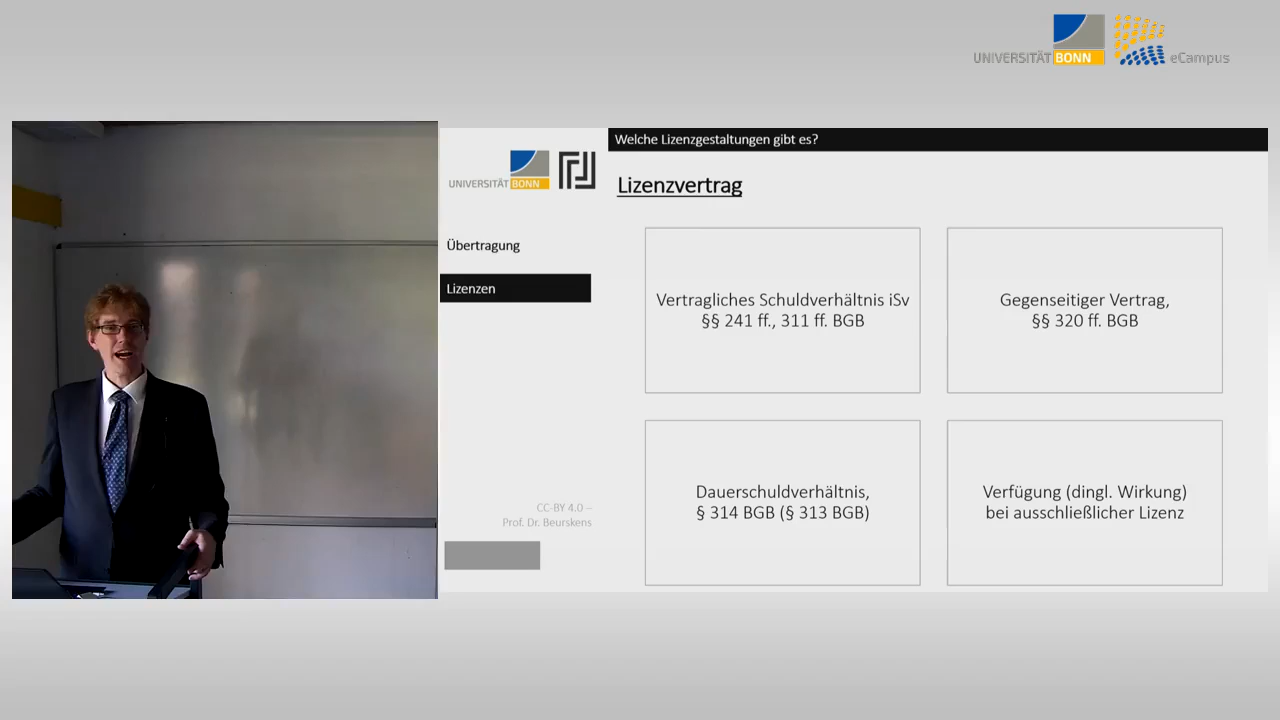 UNIVERSITÄT BONN
eCampus
UNIVERSITÄT BONN
Welche Lizenzgestaltungen gibt es?
Lizenzvertrag
Übertragung
Lizenzen
Vertragliches Schuldverhältnis iSv
§§ 241 ff., 311 ff. BGB
Gegenseitiger Vertrag,
§§ 320 ff. BGB
Dauerschuldverhältnis,
§ 314 BGB (§ 313 BGB)
Verfügung (dingl. Wirkung)
bei ausschließlicher Lizenz
CC-BY 4.0 –
Prof. Dr. Beurskens